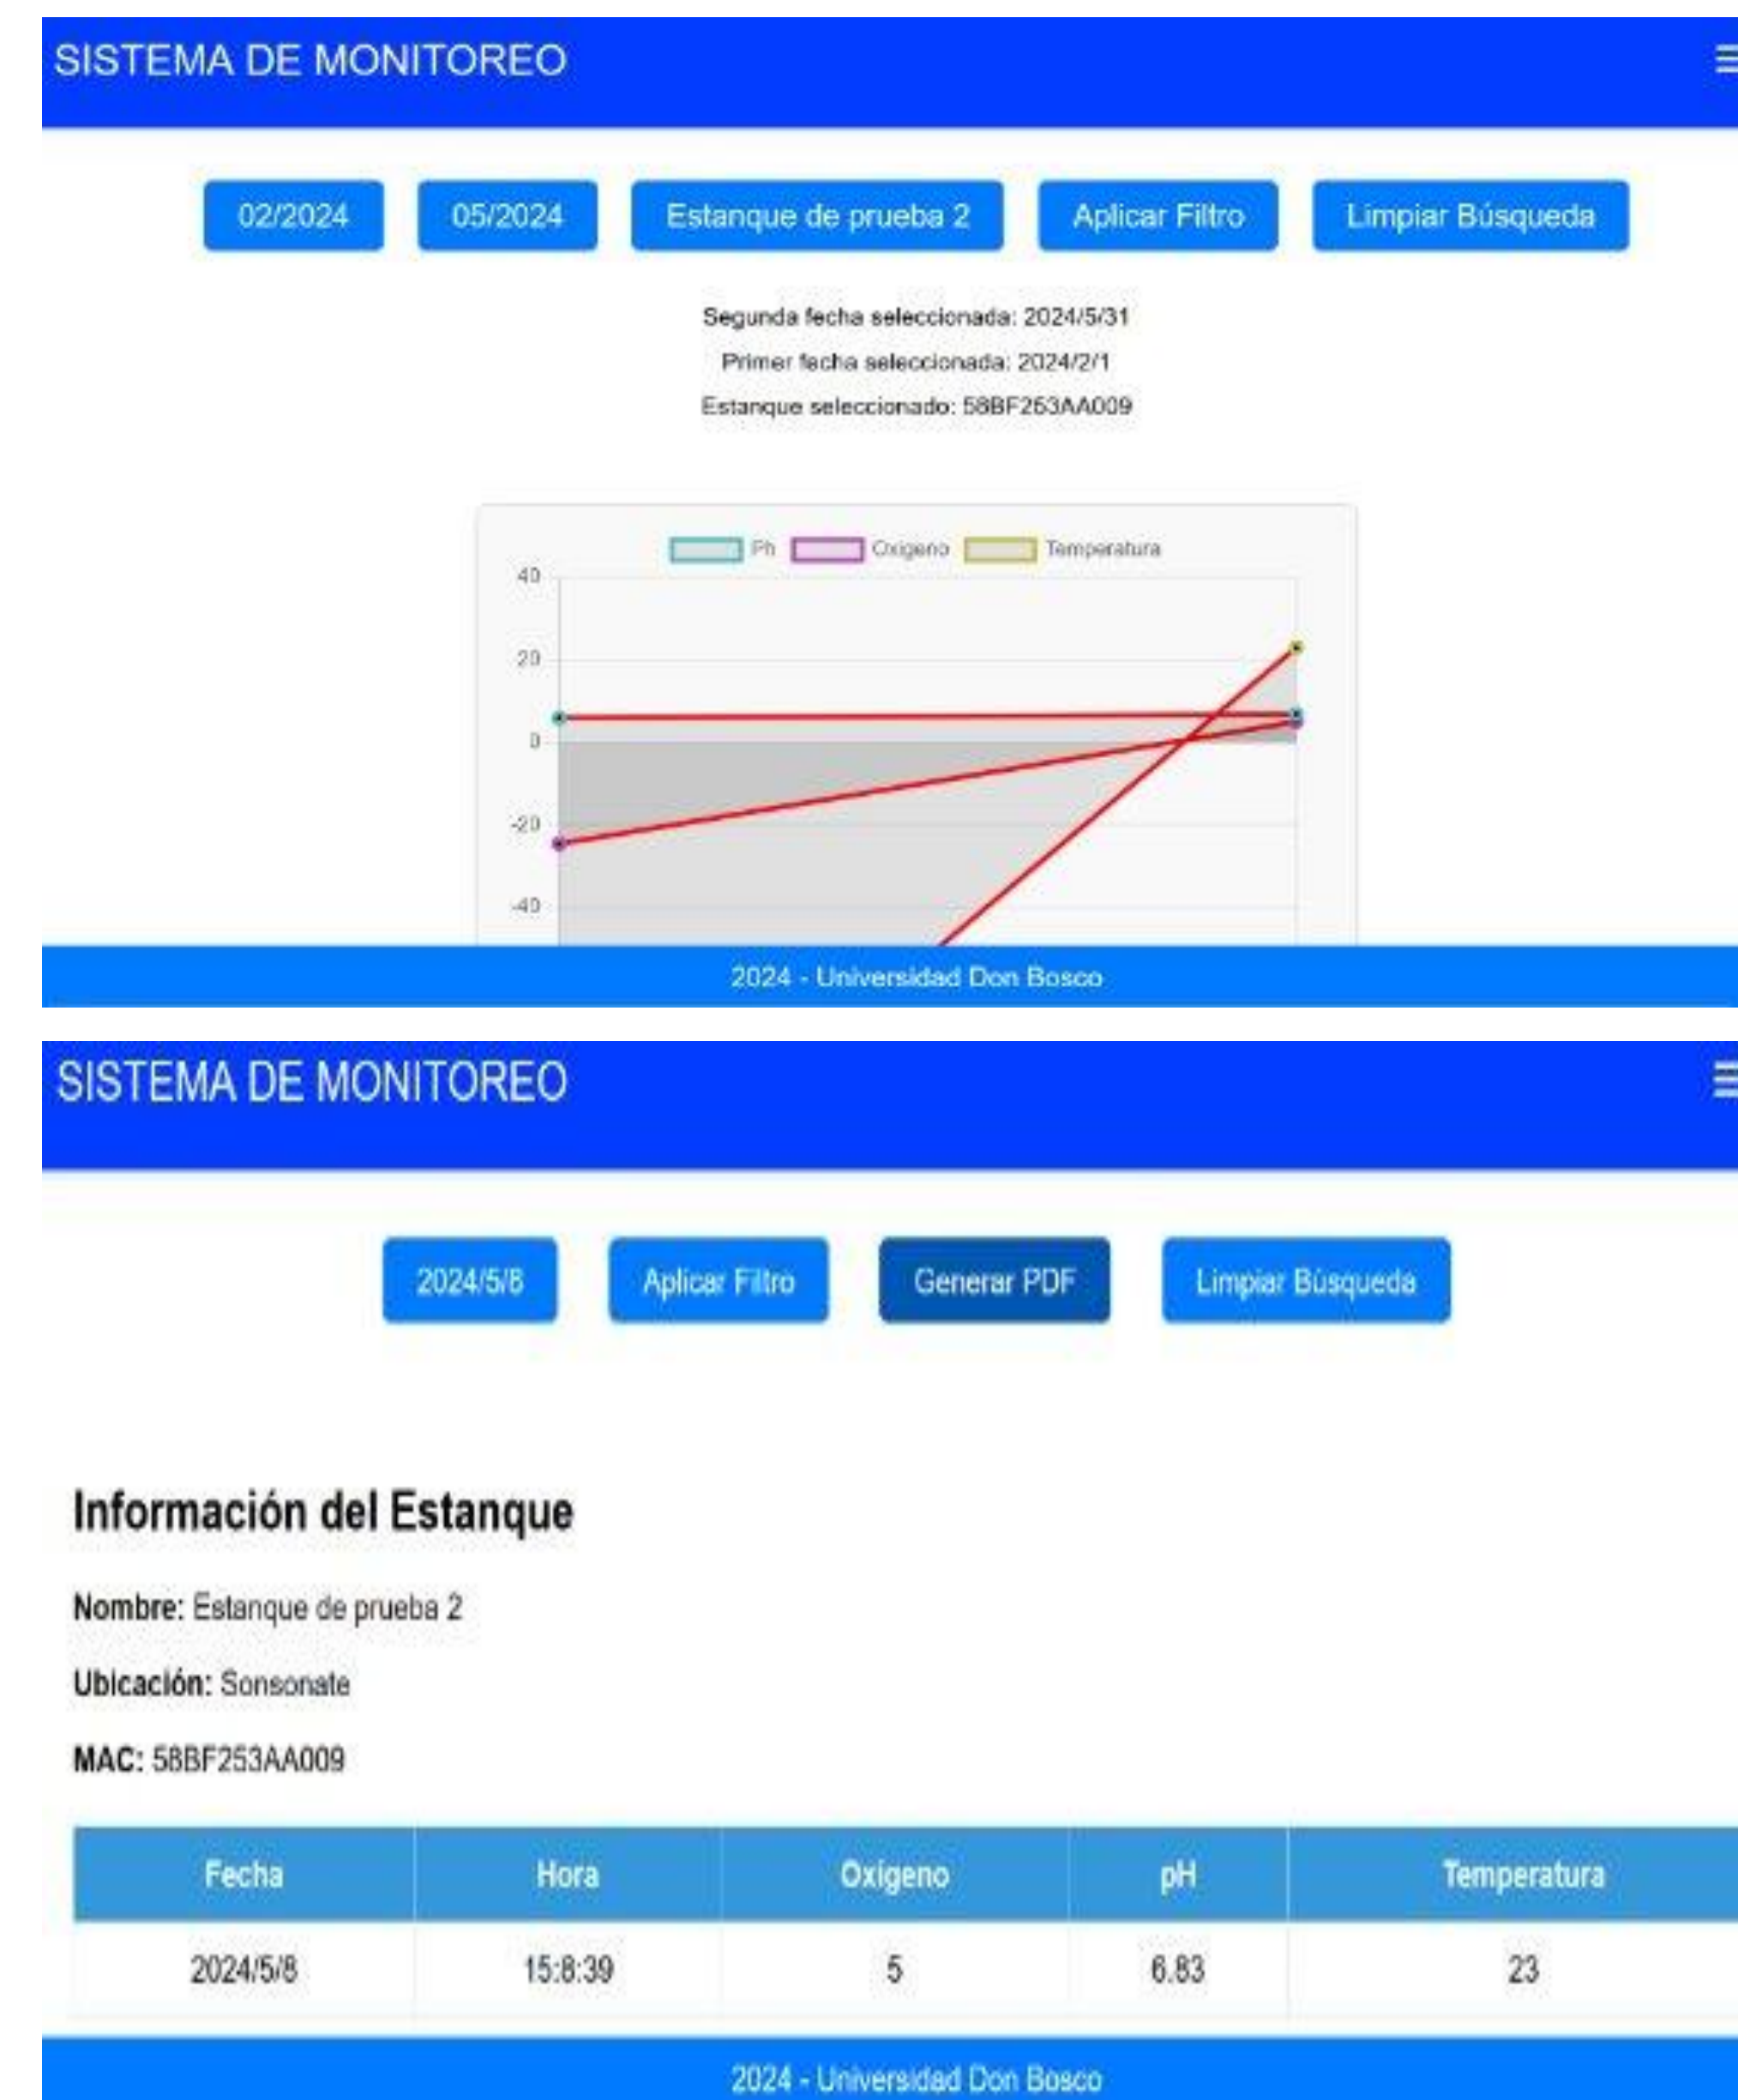 SISTEMA DE MONITOREO
02/2024 05/2024 Estanque de prueba 2 Aplicar Filtro Limpiar Búsqueda
Segunda fecha seleccionada: 2024/5/31
Primer fecha seleccionada: 2024/2/1
Estanque seleccionado: 58BF253AA009
Ph Oxigeno Temperatura
40
20
0
-20
-40
2024 - Universidad Don Bosco
SISTEMA DE MONITOREO
2024/5/8 Aplicar Filtro Generar PDF Limpiar Búsqueda
Información del Estanque
Nombre: Estanque de prueba 2
Ubicación: Sonsonate
MAC: 58BF253AA009
Fecha Hora Oxígeno pH Temperatura
2024/5/8 15:8:39 5 6.83 23
2024 - Universidad Don Bosco